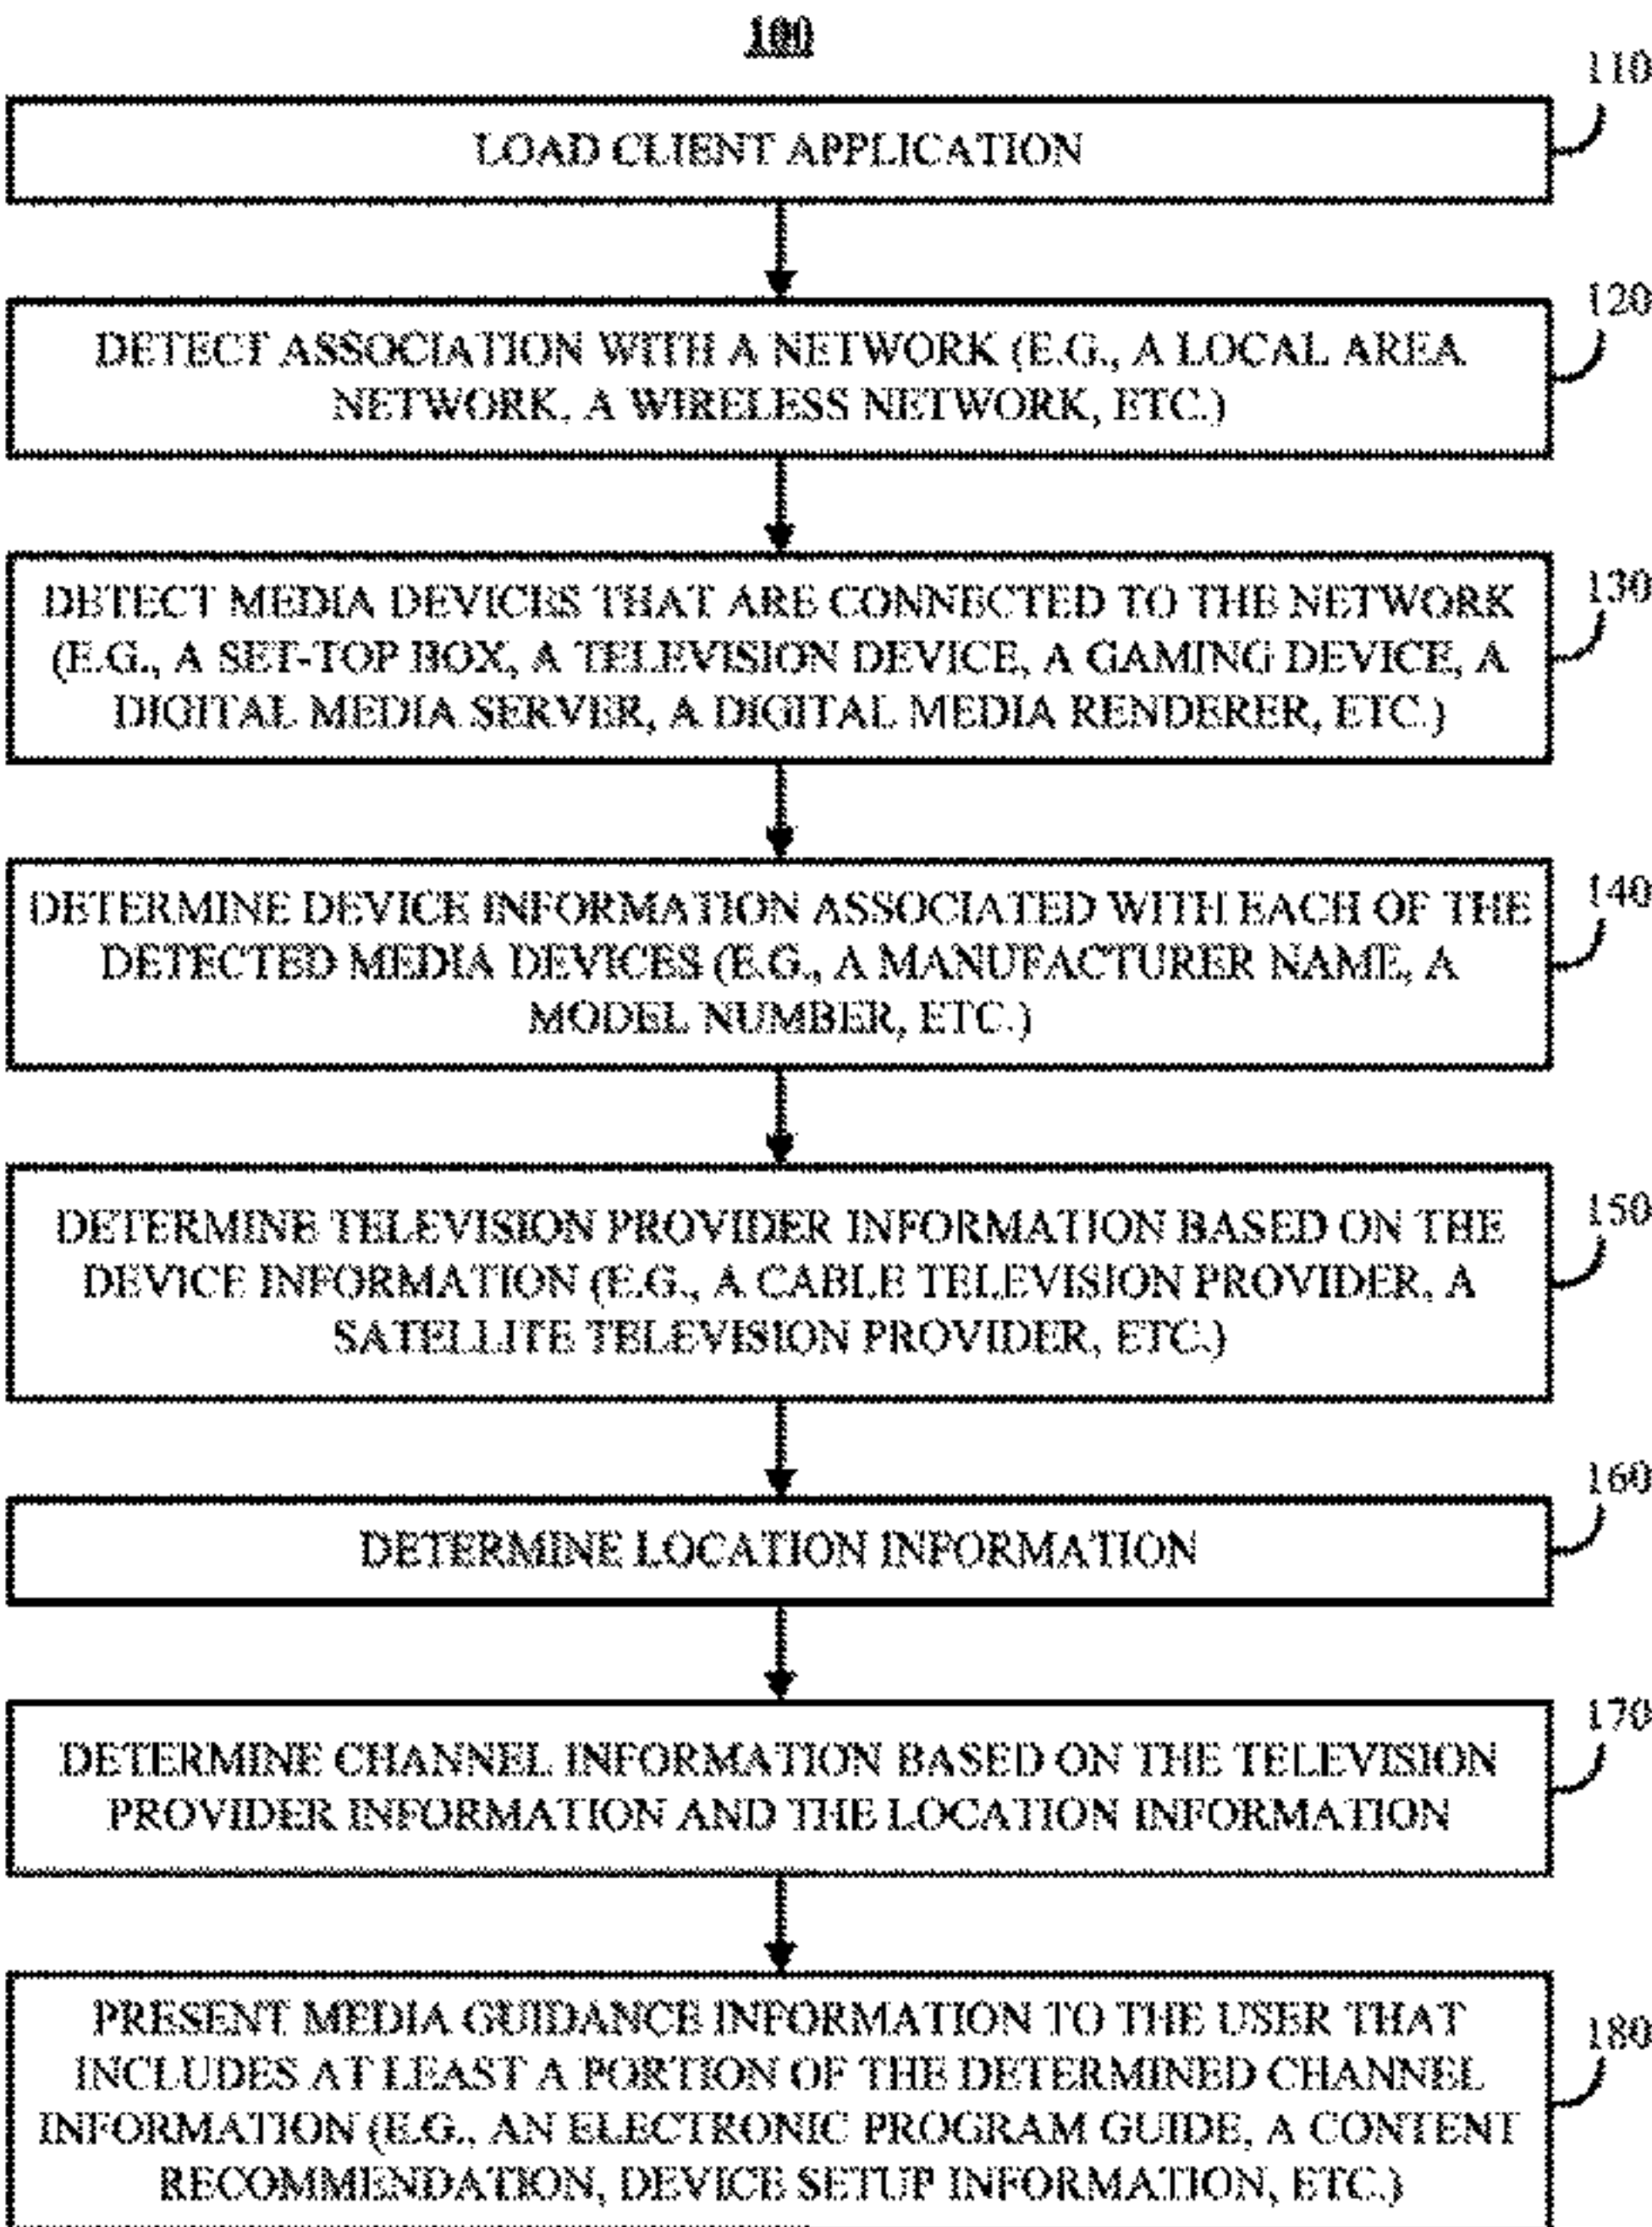 100
110
LOAD CLIENT APPLICATION
120
DETECT ASSOCIATION WITH A NETWORK (E.G., A LOCAL AREA
NETWORK, A WIRELESS NETWORK, ETC.)
130
DETECT MEDIA DEVICES THAT ARE CONNECTED TO THE NETWORK
(E.G., A SET-TOP BOX, A TELEVISION DEVICE, A GAMING DEVICE, A
DIGITAL MEDIA SERVER, A DIGITAL MEDIA RENDERER, ETC.)
140
DETERMINE DEVICE INFORMATION ASSOCIATED WITH EACH OF THE
DETECTED MEDIA DEVICES (E.G., A MANUFACTURER NAME, A
MODEL NUMBER, ETC.)
150
DETERMINE TELEVISION PROVIDER INFORMATION BASED ON THE
DEVICE INFORMATION (E.G., A CABLE TELEVISION PROVIDER, A
SATELLITE TELEVISION PROVIDER, ETC.)
160
DETERMINE LOCATION INFORMATION
170
DETERMINE CHANNEL INFORMATION BASED ON THE TELEVISION
PROVIDER INFORMATION AND THE LOCATION INFORMATION
180
PRESENT MEDIA GUIDANCE INFORMATION TO THE USER THAT
INCLUDES AT LEAST A PORTION OF THE DETERMINED CHANNEL
INFORMATION (E.G., AN ELECTRONIC PROGRAM GUIDE, A CONTENT
RECOMMENDATION, DEVICE SETUP INFORMATION, ETC.)